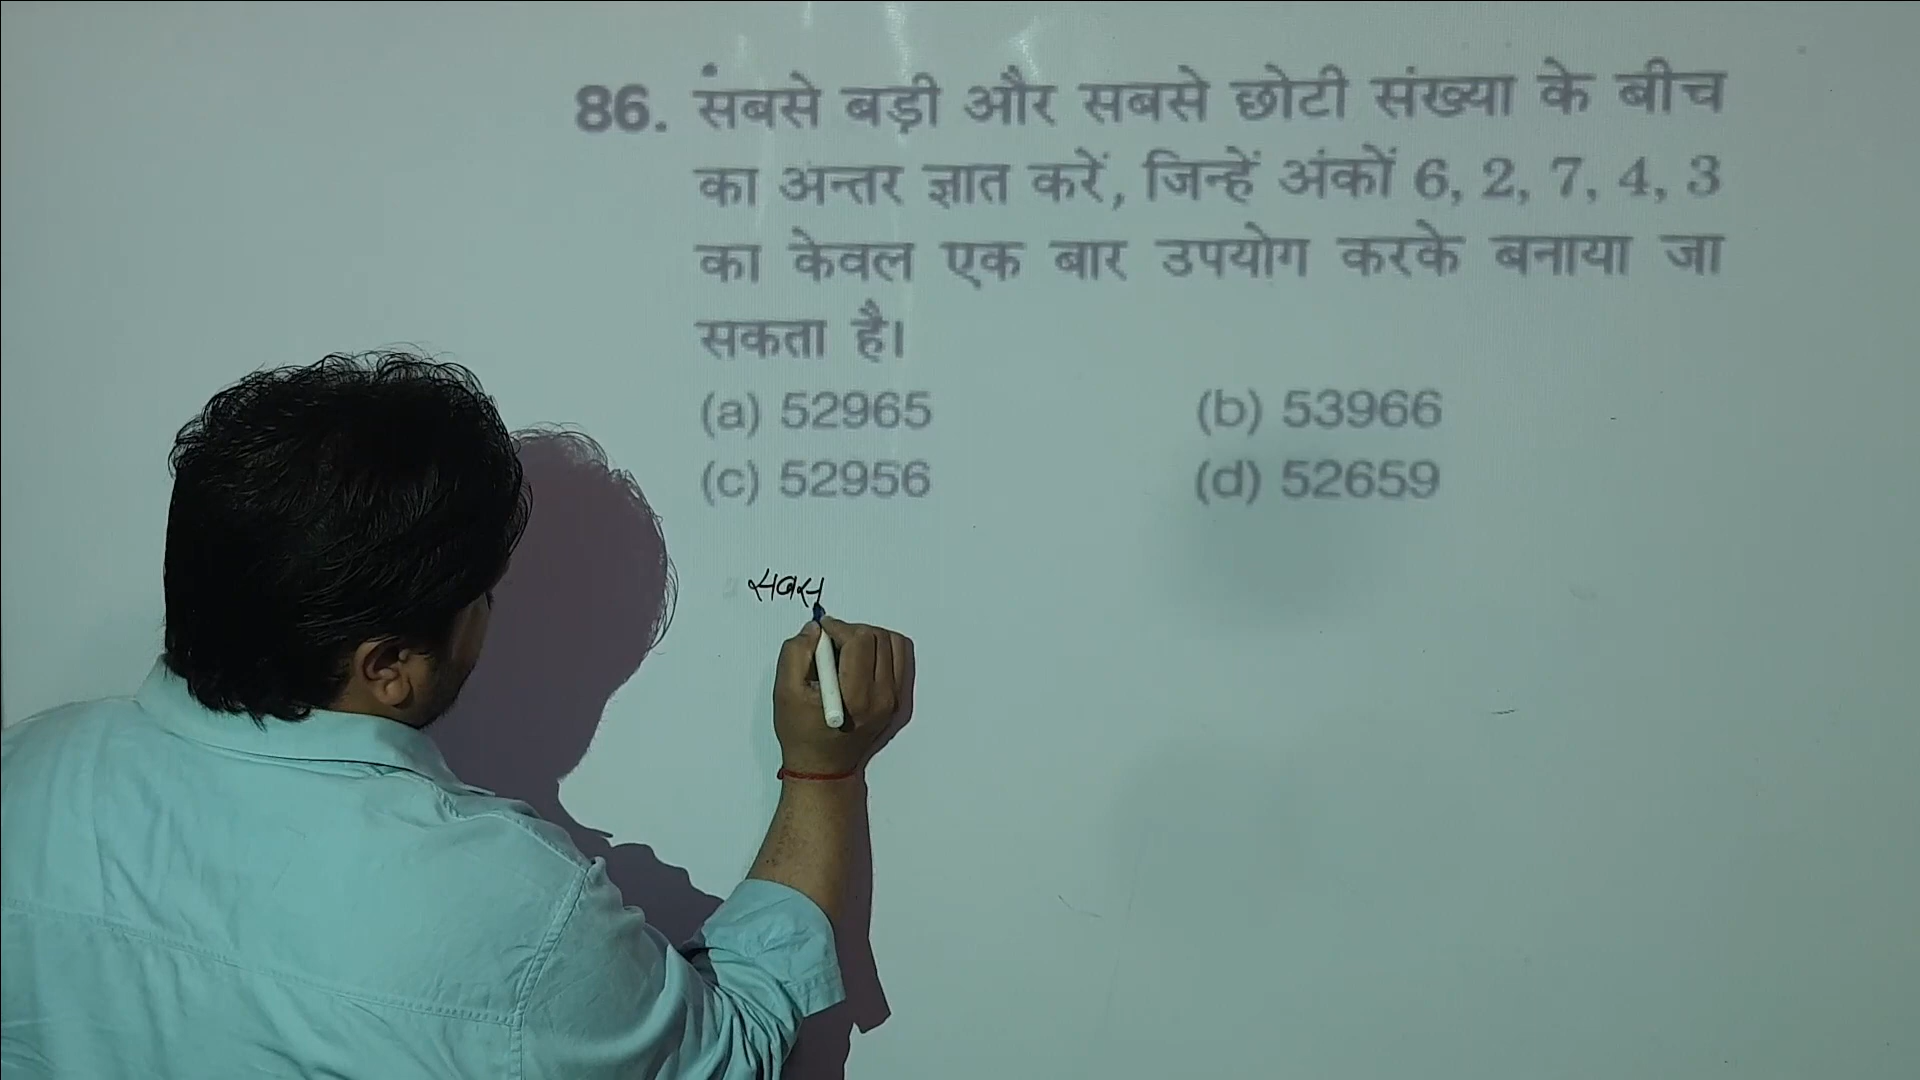 86. सबसे बड़ी और सबसे छोटी संख्या के बीच
का अन्तर ज्ञात करें, जिन्हें अंकों 6, 2, 7, 4, 3
का केवल एक बार उपयोग करके बनाया जा
सकता है।
(a) 52965 (b) 53966
(c) 52956 (d) 52659
सबस